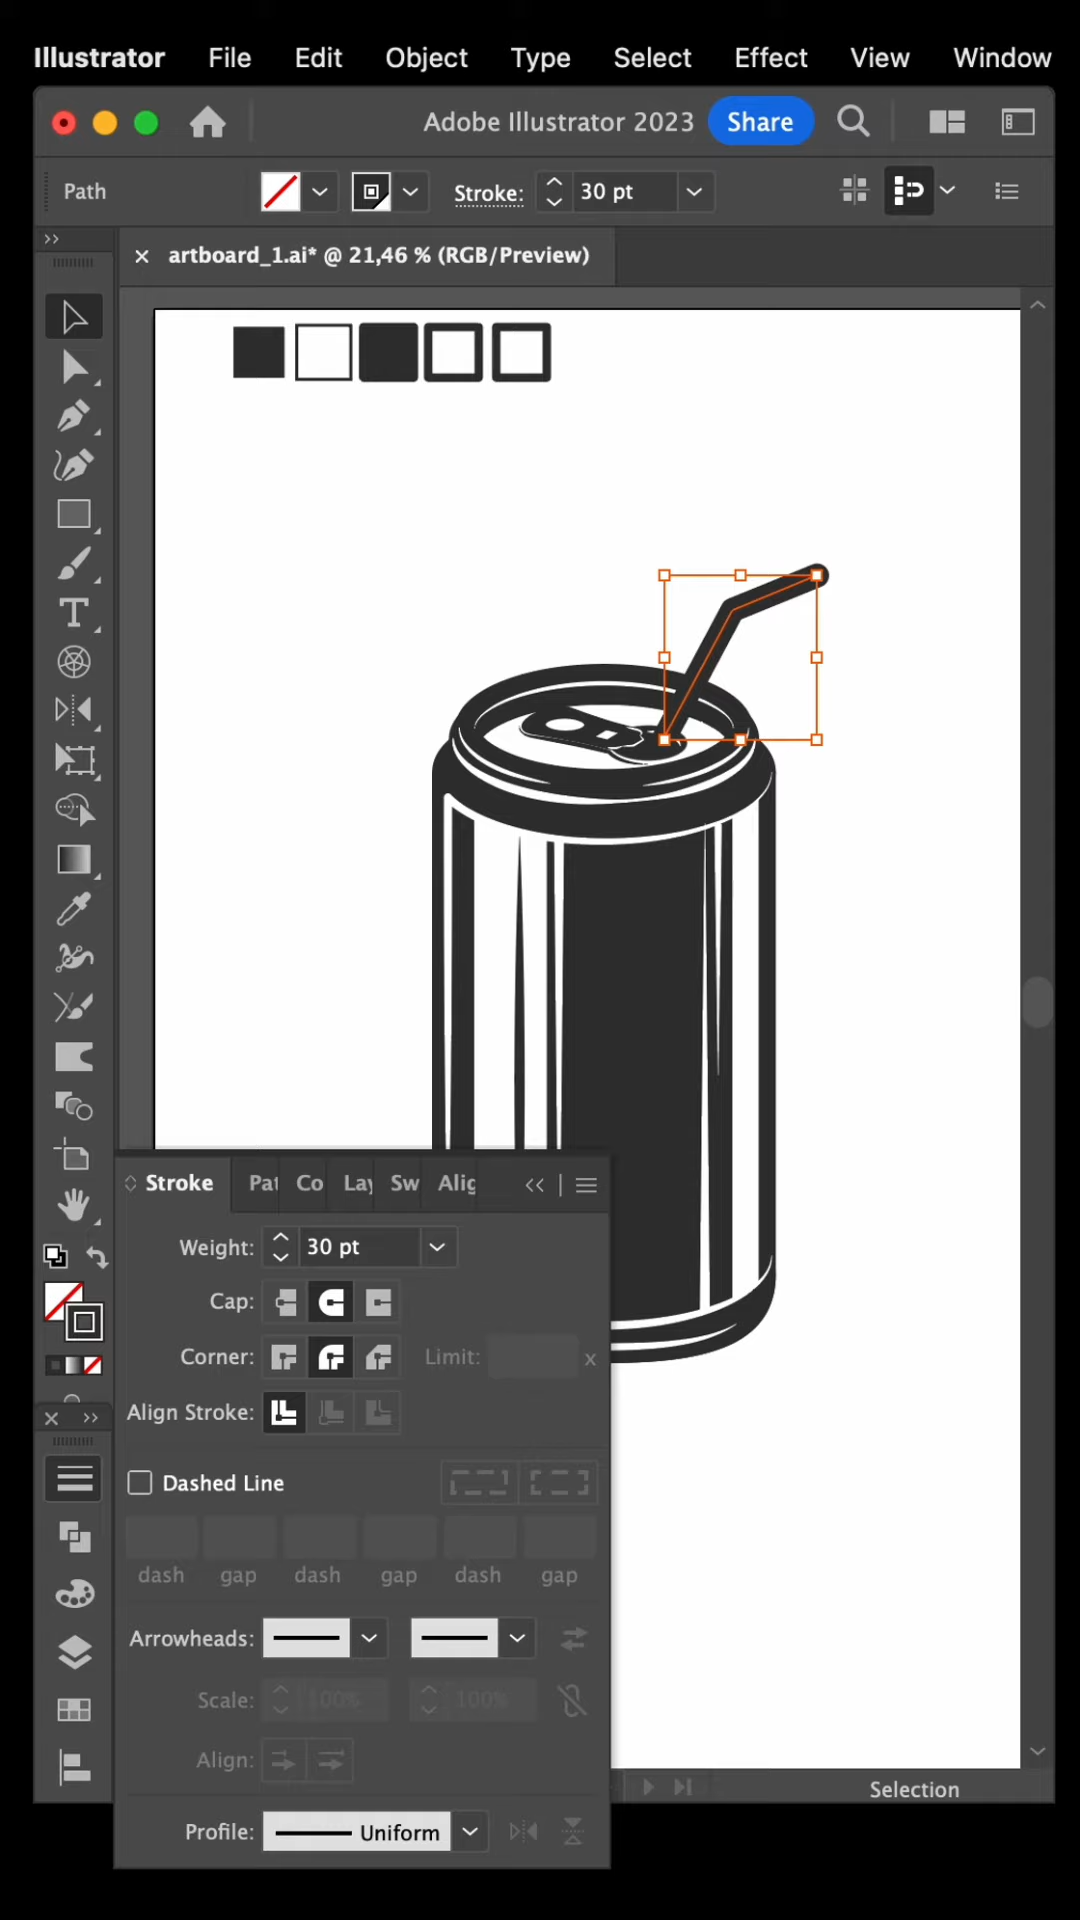 Illustrator File Edit Object Type Select Effect View Window
Adobe Illustrator 2023 Share
Path Stroke: 30 pt
artboard_1.ai* @ 21,46 % (RGB/Preview)
Stroke Pat Co Lay Sw Alig
Weight: 30 pt
Cap:
Corner: Limit: x
Align Stroke:
Dashed Line
dash gap dash gap dash gap
Arrowheads:
Scale: 100% 100%
Align:
Selection
Profile: Uniform